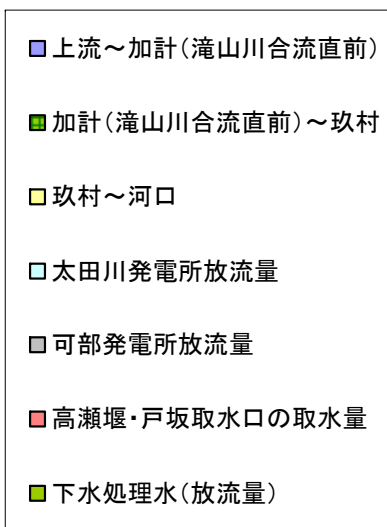 上流～加計（滝山川合流直前）
加計（滝山川合流直前）～玖村
玖村～河口
太田川発電所放流量
可部発電所放流量
高瀬堰・戸坂取水口の取水量
下水処理水（放流量）